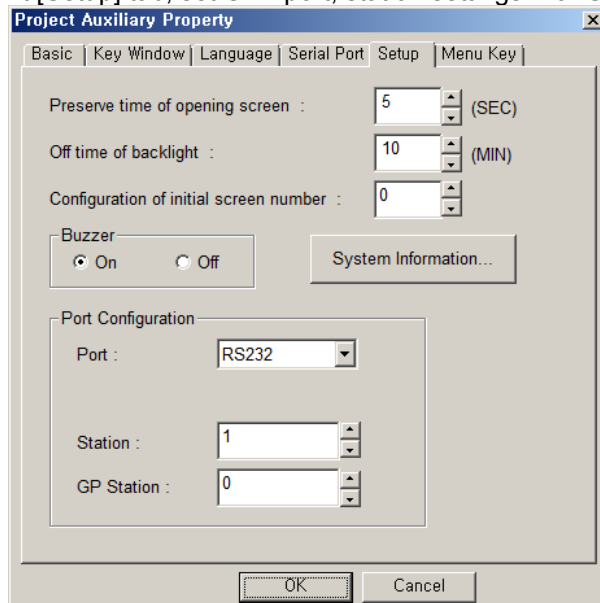 Project Auxiliary Property
Basic Key Window Language Serial Port Setup Menu Key
Preserve time of opening screen : 5 (SEC)
Off time of backlight : 10 (MIN)
Configuration of initial screen number : 0
Buzzer
On Off
System Information...
Port Configuration
Port : RS232
Station : 1
GP Station : 0
OK Cancel